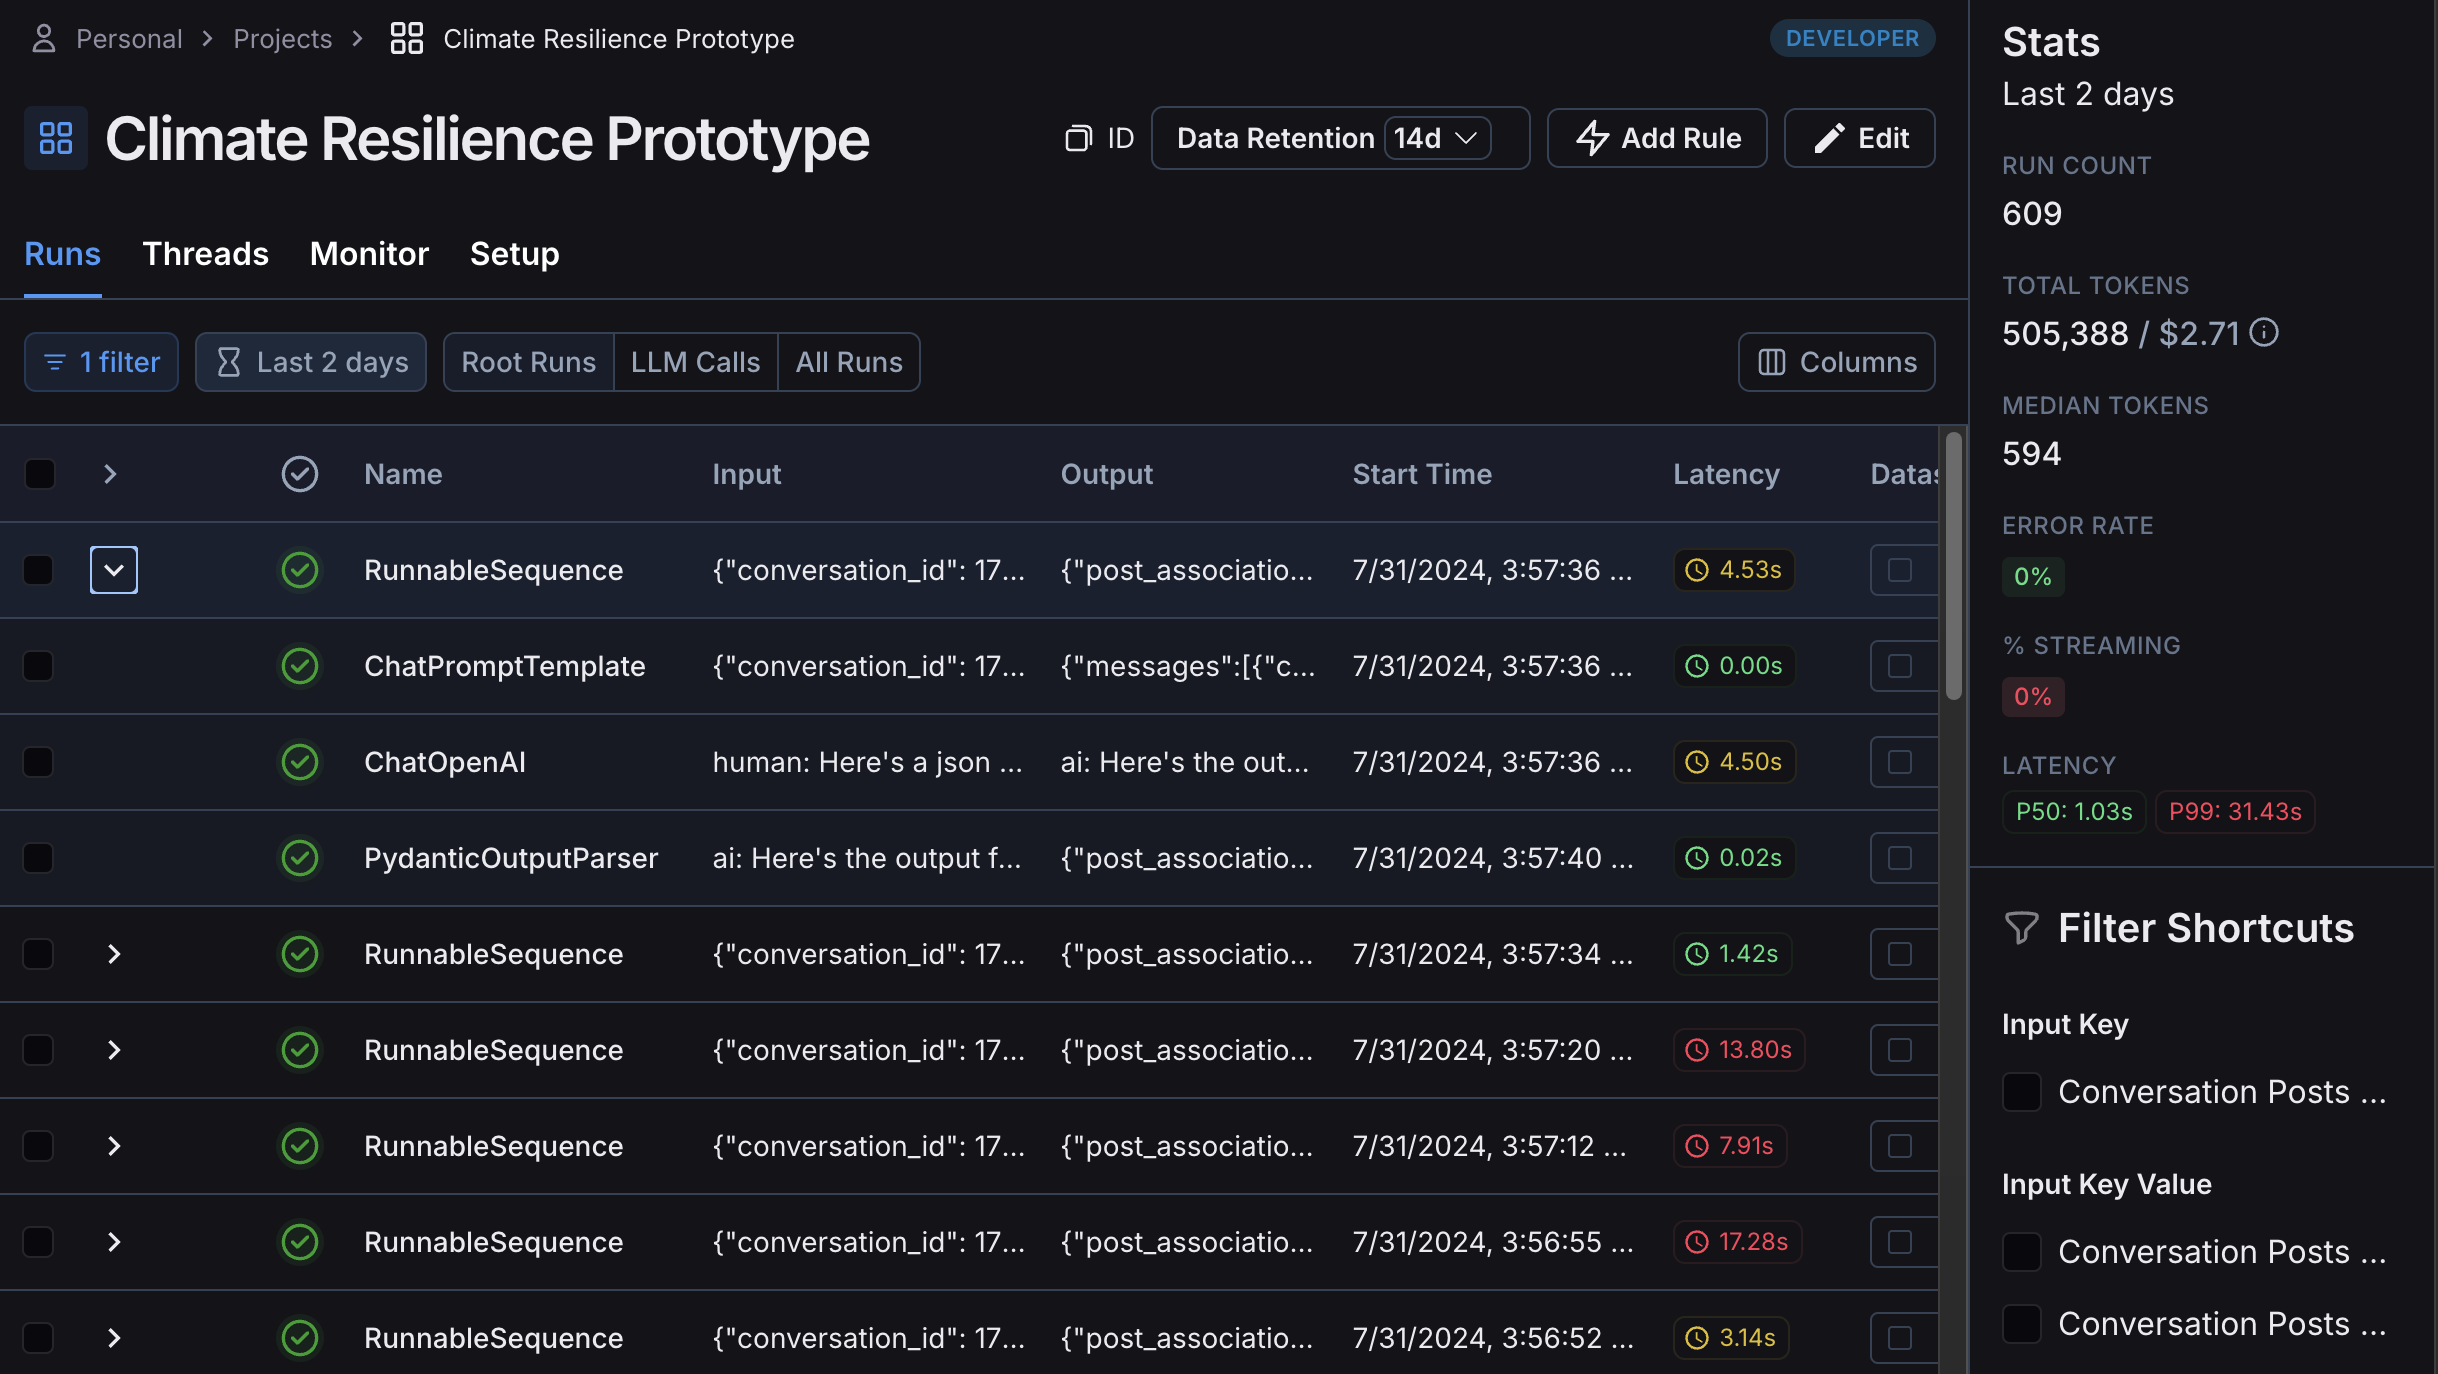 Personal > Projects > Climate Resilience Prototype
DEVELOPER
Climate Resilience Prototype
ID
Data Retention 14d
Add Rule
Edit
Runs Threads Monitor Setup
1 filter
Last 2 days
Root Runs LLM Calls All Runs
Columns
Name Input Output Start Time Latency Datas
RunnableSequence {"conversation_id": 17... {"post_associatio... 7/31/2024, 3:57:36 ... 4.53s
ChatPromptTemplate {"conversation_id": 17... {"messages":[{"c... 7/31/2024, 3:57:36 ... 0.00s
ChatOpenAI human: Here's a json ... ai: Here's the out... 7/31/2024, 3:57:36 ... 4.50s
PydanticOutputParser ai: Here's the output f... {"post_associatio... 7/31/2024, 3:57:40 ... 0.02s
RunnableSequence {"conversation_id": 17... {"post_associatio... 7/31/2024, 3:57:34 ... 1.42s
RunnableSequence {"conversation_id": 17... {"post_associatio... 7/31/2024, 3:57:20 ... 13.80s
RunnableSequence {"conversation_id": 17... {"post_associatio... 7/31/2024, 3:57:12 ... 7.91s
RunnableSequence {"conversation_id": 17... {"post_associatio... 7/31/2024, 3:56:55 ... 17.28s
RunnableSequence {"conversation_id": 17... {"post_associatio... 7/31/2024, 3:56:52 ... 3.14s
Stats
Last 2 days
RUN COUNT
609
TOTAL TOKENS
505,388 / $2.71
MEDIAN TOKENS
594
ERROR RATE
0%
% STREAMING
0%
LATENCY
P50: 1.03s P99: 31.43s
Filter Shortcuts
Input Key
Conversation Posts ...
Input Key Value
Conversation Posts ...
Conversation Posts ...